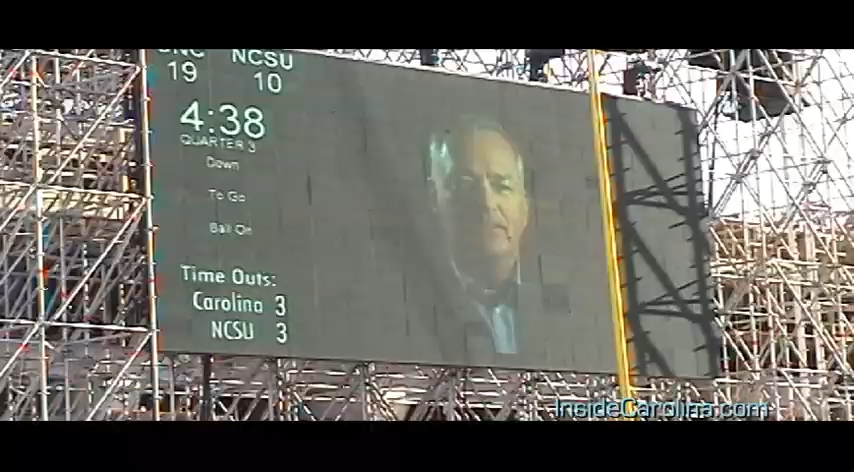 UNC NCSU
19 10
4:38
QUARTER 3
Down
To Go
Ball On
Time Outs:
Carolina 3
NCSU 3
InsideCarolina.com